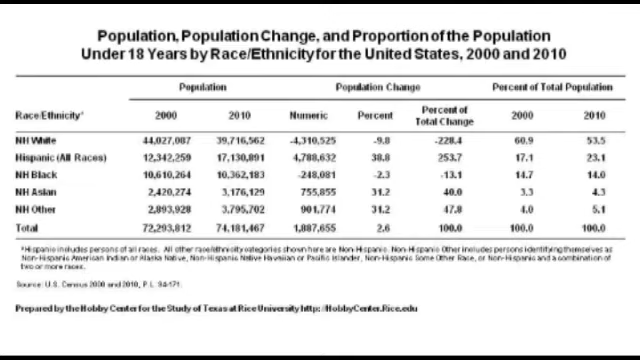 Population, Population Change, and Proportion of the Population
Under 18 Years by Race/Ethnicity for the United States, 2000 and 2010
Population Population Change Percent of Total Population
Race/Ethnicity* 2000 2010 Numeric Percent Percent of Total Change 2000 2010
NH White 44,027,087 39,716,562 -4,310,525 -9.8 -228.4 60.9 53.5
Hispanic (All Races) 12,342,259 17,130,891 4,788,632 38.8 253.7 17.1 23.1
NH Black 10,610,264 10,362,183 -248,081 -2.3 -13.1 14.7 14.0
NH Asian 2,420,274 3,176,129 755,855 31.2 40.0 3.3 4.3
NH Other 2,893,928 3,795,702 901,774 31.2 47.8 4.0 5.1
Total 72,293,812 74,181,467 1,887,655 2.6 100.0 100.0 100.0
*Hispanic includes persons of all races. All other race/ethnicity categories shown here are Non-Hispanic. Non-Hispanic Other includes persons identifying themselves as
Non-Hispanic American Indian or Alaska Native, Non-Hispanic Native Hawaiian or Pacific Islander, Non-Hispanic Some Other Race, or Non-Hispanic and a combination of
two or more races.
Source: U.S. Census 2000 and 2010, P.L. 94-171.
Prepared by the Hobby Center for the Study of Texas at Rice University http://HobbyCenter.Rice.edu